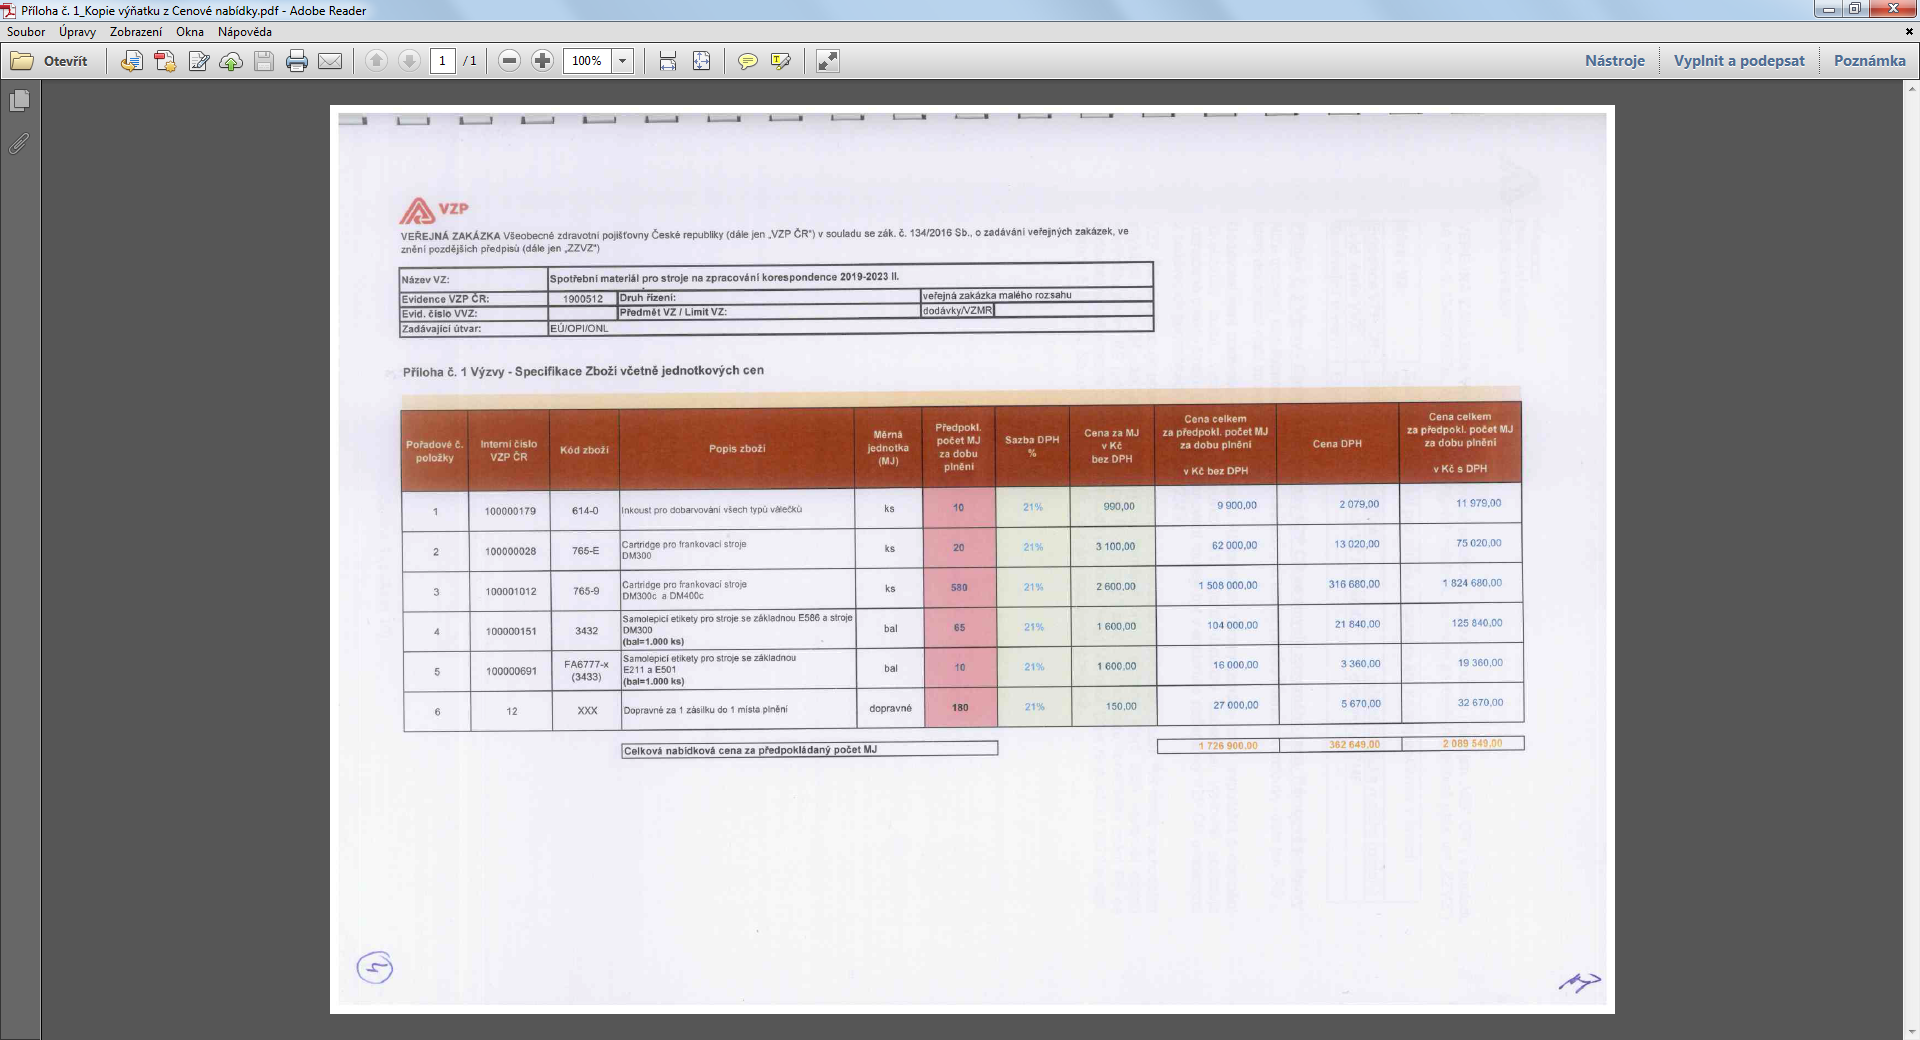 Příloha č. 1_Kopie výňatku z Cenové nabídky.pdf - Adobe Reader
Soubor Úpravy Zobrazení Okna Nápověda
Otevřít 1 / 1 100% Nástroje Vyplnit a podepsat Poznámka
VZP
VEŘEJNÁ ZAKÁZKA Všeobecné zdravotní pojišťovny České republiky (dále jen „VZP ČR“) v souladu se zák. č. 134/2016 Sb., o zadávání veřejných zakázek, ve
znění pozdějších předpisů (dále jen „ZZVZ“)
Název VZ: Spotřební materiál pro stroje na zpracování korespondence 2019-2023 II.
Evidence VZP ČR: 1900512 Druh řízení: veřejná zakázka malého rozsahu
Evid. číslo VVZ: Předmět VZ / Limit VZ: dodávky/VZMR
Zadávající útvar: EÚ/OPI/ONL
Příloha č. 1 Výzvy - Specifikace Zboží včetně jednotkových cen
Pořadové č. položky Interní číslo VZP ČR Kód zboží Popis zboží Měrná jednotka (MJ) Předpokl. počet MJ za dobu plnění Sazba DPH % Cena za MJ v Kč bez DPH Cena celkem za předpokl. počet MJ za dobu plnění v Kč bez DPH Cena DPH Cena celkem za předpokl. počet MJ za dobu plnění v Kč s DPH
1 100000179 614-0 Inkoust pro dobarvování všech typů válečků ks 10 21% 990,00 9 900,00 2 079,00 11 979,00
2 100000028 765-E Cartridge pro frankovací stroje DM300 ks 20 21% 3 100,00 62 000,00 13 020,00 75 020,00
3 100001012 765-9 Cartridge pro frankovací stroje DM300c a DM400c ks 580 21% 2 600,00 1 508 000,00 316 680,00 1 824 680,00
4 100000151 3432 Samolepicí etikety pro stroje se základnou E586 a stroje DM300 (bal=1.000 ks) bal 65 21% 1 600,00 104 000,00 21 840,00 125 840,00
5 100000691 FA6777-x (3433) Samolepicí etikety pro stroje se základnou E211 a E501 (bal=1.000 ks) bal 10 21% 1 600,00 16 000,00 3 360,00 19 360,00
6 12 XXX Dopravné za 1 zásilku do 1 místa plnění dopravné 180 21% 150,00 27 000,00 5 670,00 32 670,00
Celková nabídková cena za předpokládaný počet MJ 1 726 900,00 362 649,00 2 089 549,00